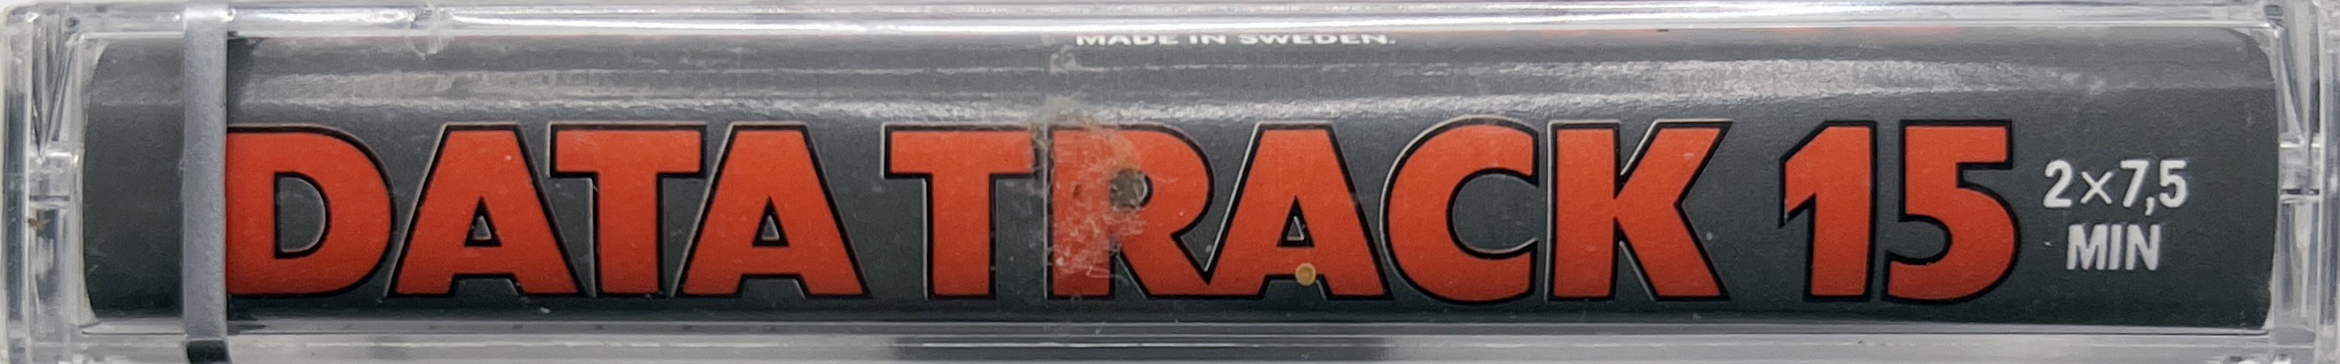 MADE IN SWEDEN.
DATA TRACK 15
2×7,5
MIN